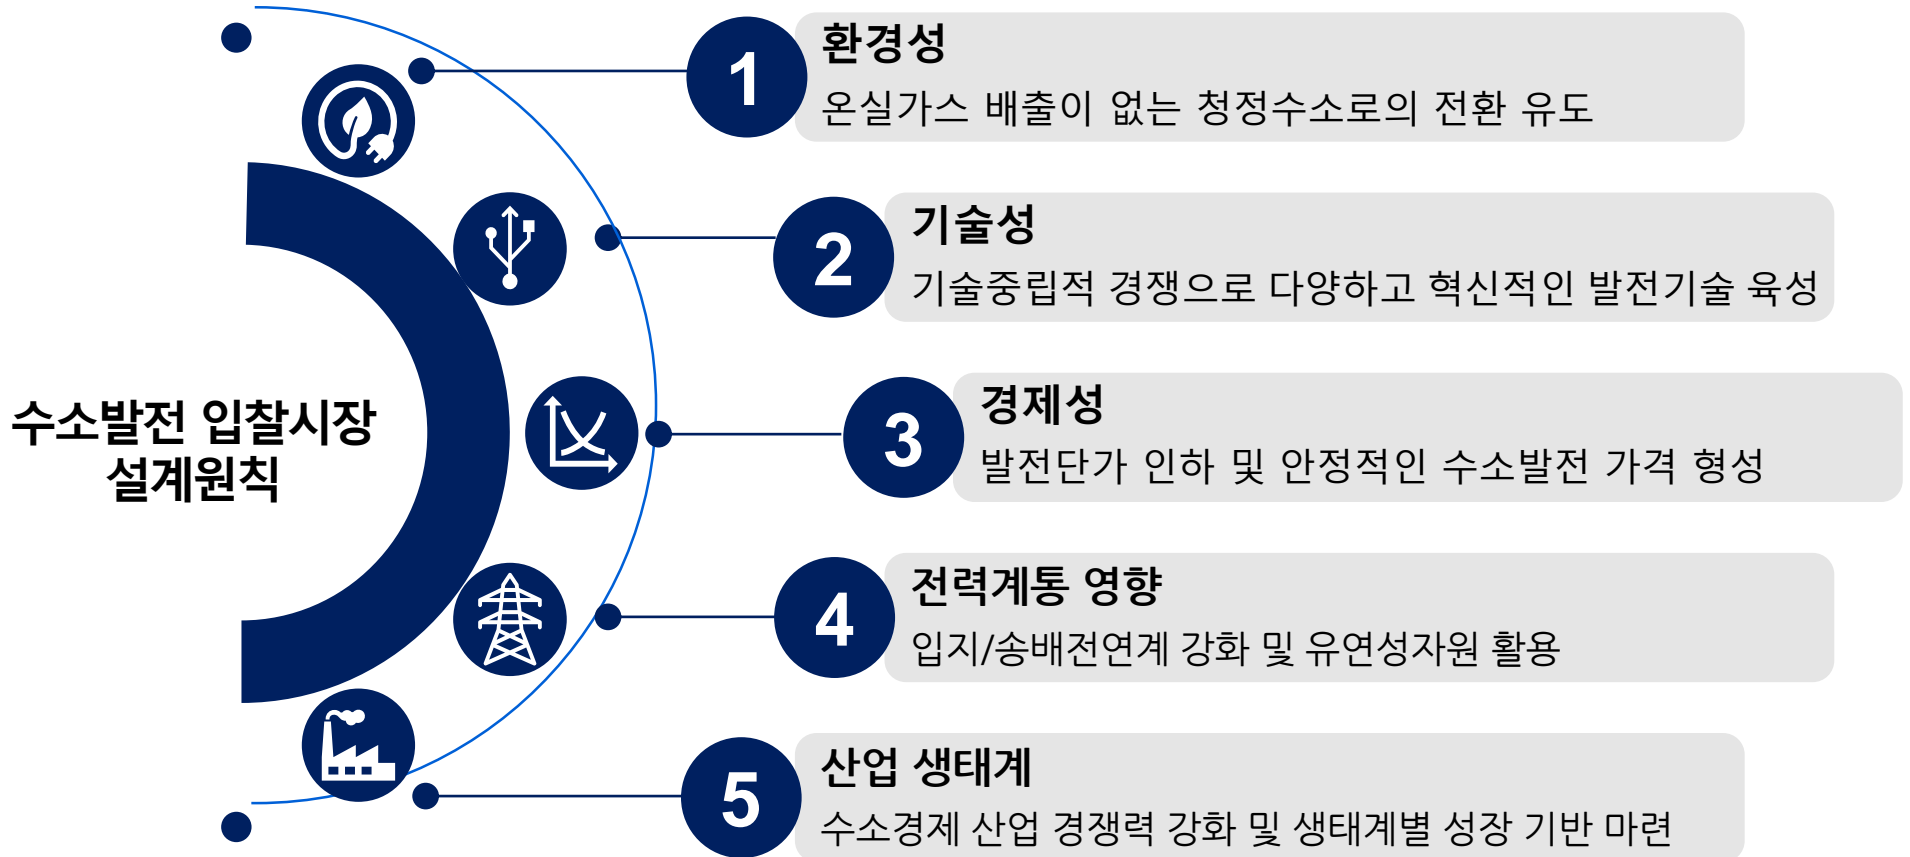 수소발전 입찰시장
설계원칙
1
환경성
온실가스 배출이 없는 청정수소로의 전환 유도
2
기술성
기술중립적 경쟁으로 다양하고 혁신적인 발전기술 육성
3
경제성
발전단가 인하 및 안정적인 수소발전 가격 형성
4
전력계통 영향
입지/송배전연계 강화 및 유연성자원 활용
5
산업 생태계
수소경제 산업 경쟁력 강화 및 생태계별 성장 기반 마련